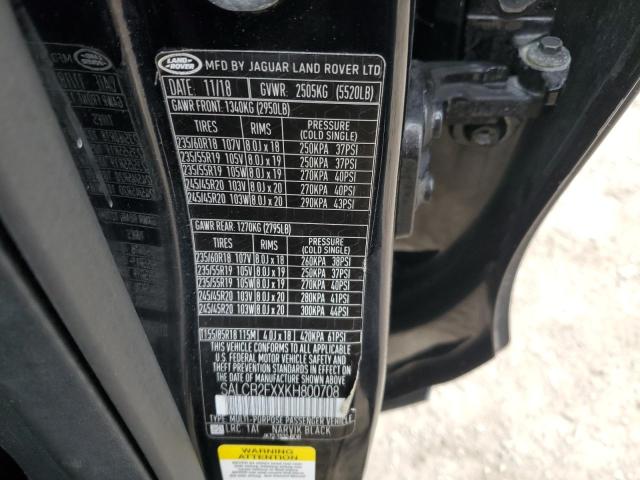 LAND ROVER
MFD BY JAGUAR LAND ROVER LTD
DATE: 11/18 GVWR: 2505KG (5520LB)
GAWR FRONT: 1340KG (2950LB)
TIRES RIMS PRESSURE (COLD SINGLE)
235/60R18 107V 8.0J x 18 250KPA 37PSI
235/55R19 105V 8.0J x 19 250KPA 37PSI
235/55R19 105W 8.0J x 19 270KPA 40PSI
245/45R20 103V 8.0J x 20 270KPA 40PSI
245/45R20 103W 8.0J x 20 290KPA 43PSI
GAWR REAR: 1270KG (2795LB)
TIRES RIMS PRESSURE (COLD SINGLE)
235/60R18 107V 8.0J x 18 260KPA 38PSI
235/55R19 105V 8.0J x 19 250KPA 37PSI
235/55R19 105W 8.0J x 19 270KPA 40PSI
245/45R20 103V 8.0J x 20 280KPA 41PSI
245/45R20 103W 8.0J x 20 300KPA 44PSI
T155/85R18 115M 4.0J x 18 420KPA 61PSI
THIS VEHICLE CONFORMS TO ALL APPLICABLE
U.S FEDERAL MOTOR VEHICLE SAFETY AND
THEFT PREVENTION STANDARDS IN EFFECT ON
THE DATE OF MANUFACTURE SHOWN ABOVE
SALCR2FXXKH800708
TYPE: MULTI-PURPOSE PASSENGER VEHICLE
LRC 1AT NARVIK BLACK
WARNING
ATTENTION